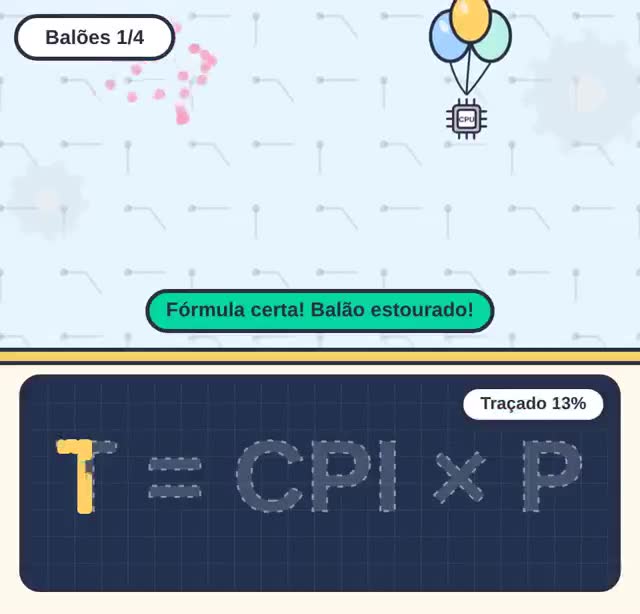 Balões 1/4
CPU
Fórmula certa! Balão estourado!
Traçado 13%
T = CPI × P